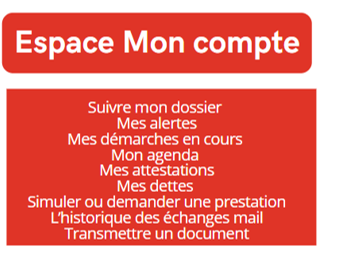 Espace Mon compte
Suivre mon dossier
Mes alertes
Mes démarches en cours
Mon agenda
Mes attestations
Mes dettes
Simuler ou demander une prestation
L'historique des échanges mail
Transmettre un document